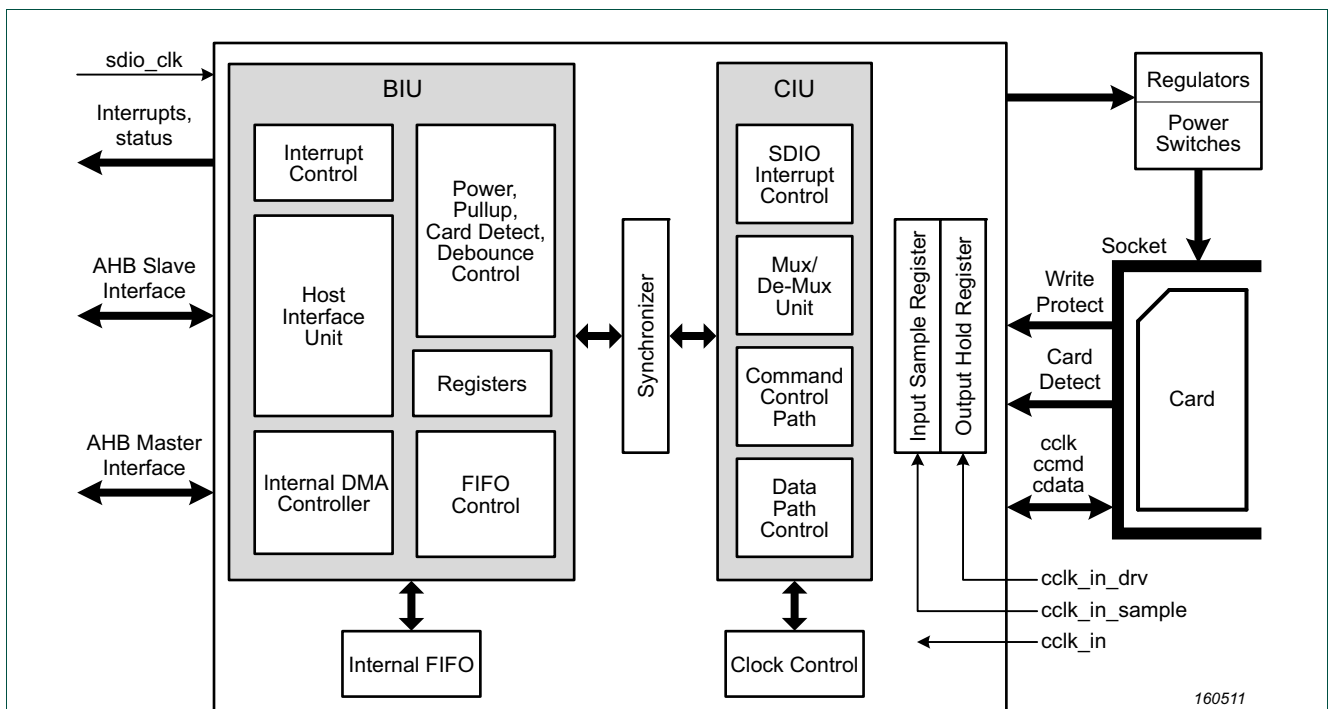 sdio_clk
Interrupts,
status
AHB Slave
Interface
AHB Master
Interface
BIU
Interrupt
Control
Host
Interface
Unit
Internal DMA
Controller
Power,
Pullup,
Card Detect,
Debounce
Control
Registers
FIFO
Control
Internal FIFO
Synchronizer
CIU
SDIO
Interrupt
Control
Mux/
De-Mux
Unit
Command
Control
Path
Data
Path
Control
Clock Control
Input Sample Register
Output Hold Register
Regulators
Power
Switches
Socket
Write
Protect
Card
Detect
cclk
ccmd
cdata
Card
cclk_in_drv
cclk_in_sample
cclk_in
160511